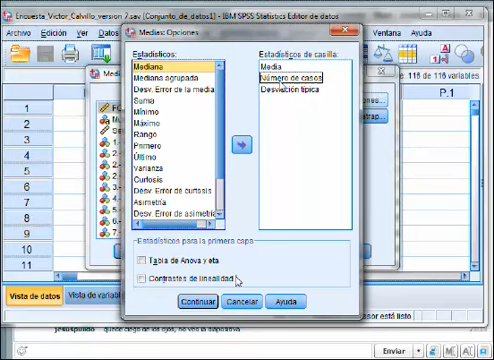 Encuesta_Victor_Calvillo_version 7.sav [Conjunto_de_datos1] - IBM SPSS Statistics Editor de datos
Archivo Edición Ver Datos
Ventana Ayuda
Medias: Opciones
Estadísticos:
Mediana
Mediana agrupada
Desv. Error de la media
Suma
Mínimo
Máximo
Rango
Primero
Último
Varianza
Curtosis
Desv. Error de curtosis
Asimetría
Desv. Error de asimetría
Estadísticos de casilla:
Media
Número de casos
Desviación típica
Estadísticos para la primera capa
Tabla de Anova y eta
Contrastes de linealidad
Continuar Cancelar Ayuda
116 de 116 variables
P.1
1
2
3
4
5
6
7
8
9
10
11
Vista de datos Vista de variabl
esor está listo
Enviar